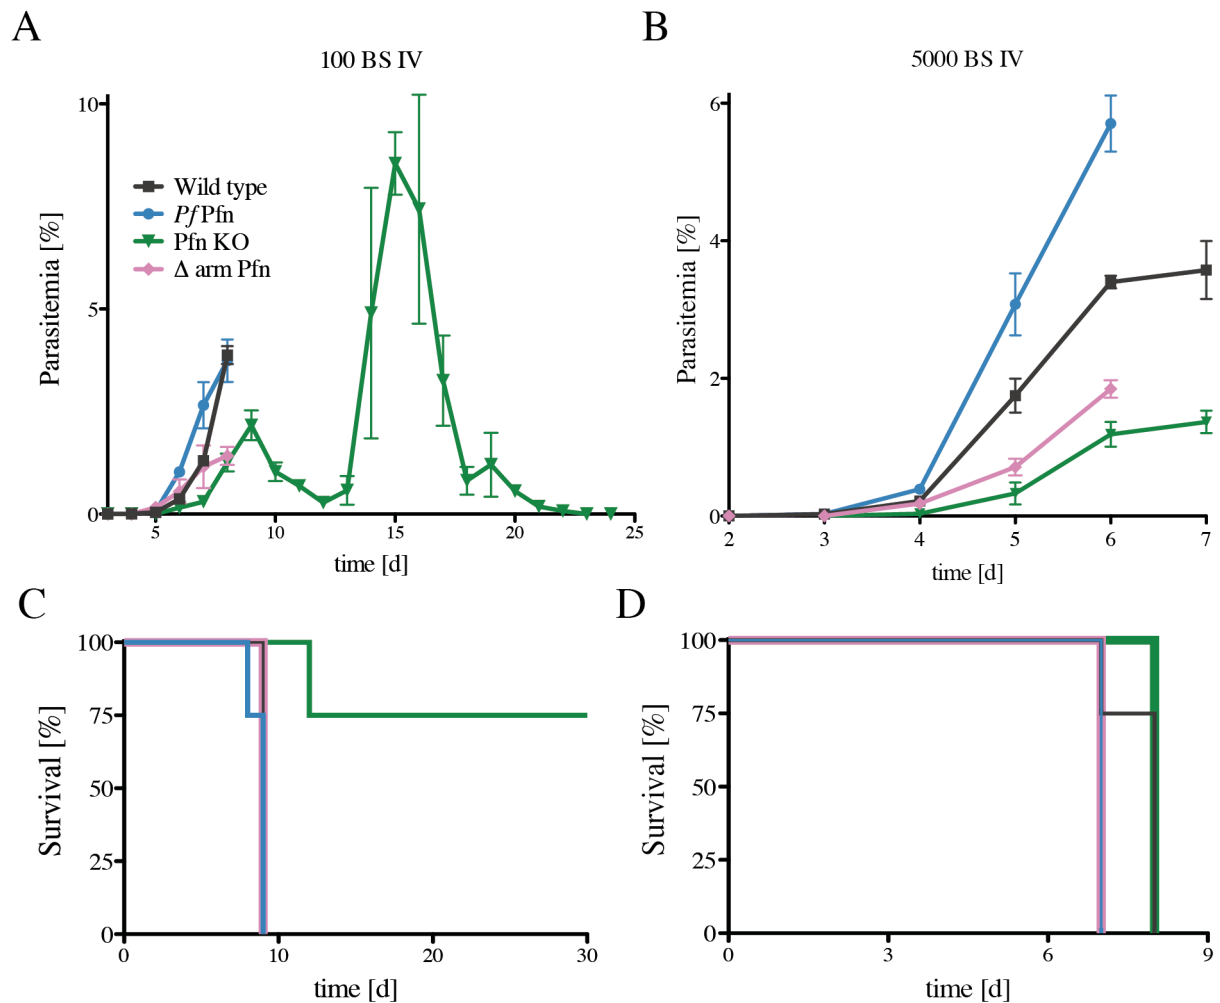 A
100 BS IV
Parasitemia [%]
10
5
0
Wild type
Pf Pfn
Pfn KO
Δ arm Pfn
5
10
15
20
25
time [d]
B
5000 BS IV
Parasitemia [%]
6
4
2
0
2
3
4
5
6
7
time [d]
C
Survival [%]
100
75
50
25
0
0
10
20
30
time [d]
D
Survival [%]
100
75
50
25
0
0
3
6
9
time [d]